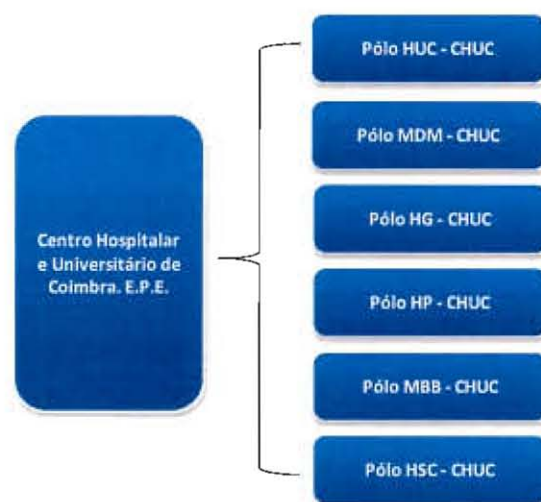 Centro Hospitalar
e Universitário de
Coimbra. E.P.E.
Pólo HUC - CHUC
Pólo MDM - CHUC
Pólo HG - CHUC
Pólo HP - CHUC
Pólo MBB - CHUC
Pólo HSC - CHUC